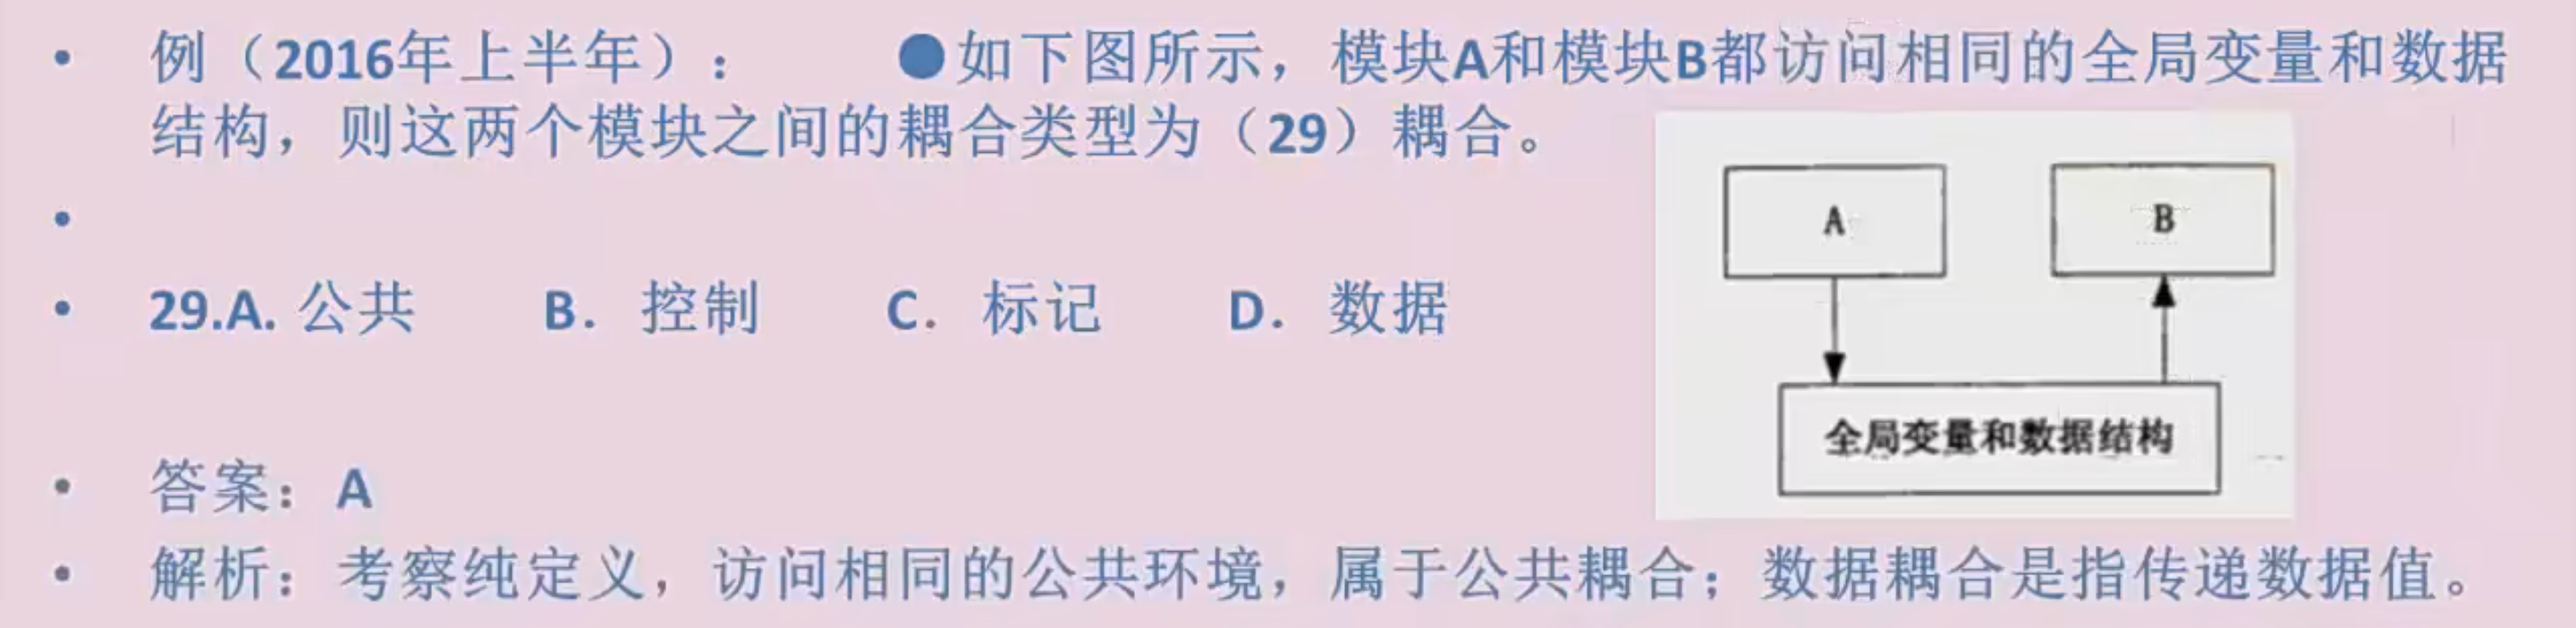 • 例（2016年上半年）： ●如下图所示，模块A和模块B都访问相同的全局变量和数据
结构，则这两个模块之间的耦合类型为（29）耦合。
•
• 29.A. 公共 B. 控制 C. 标记 D. 数据
A
B
全局变量和数据结构
• 答案：A
• 解析：考察纯定义，访问相同的公共环境，属于公共耦合；数据耦合是指传递数据值。